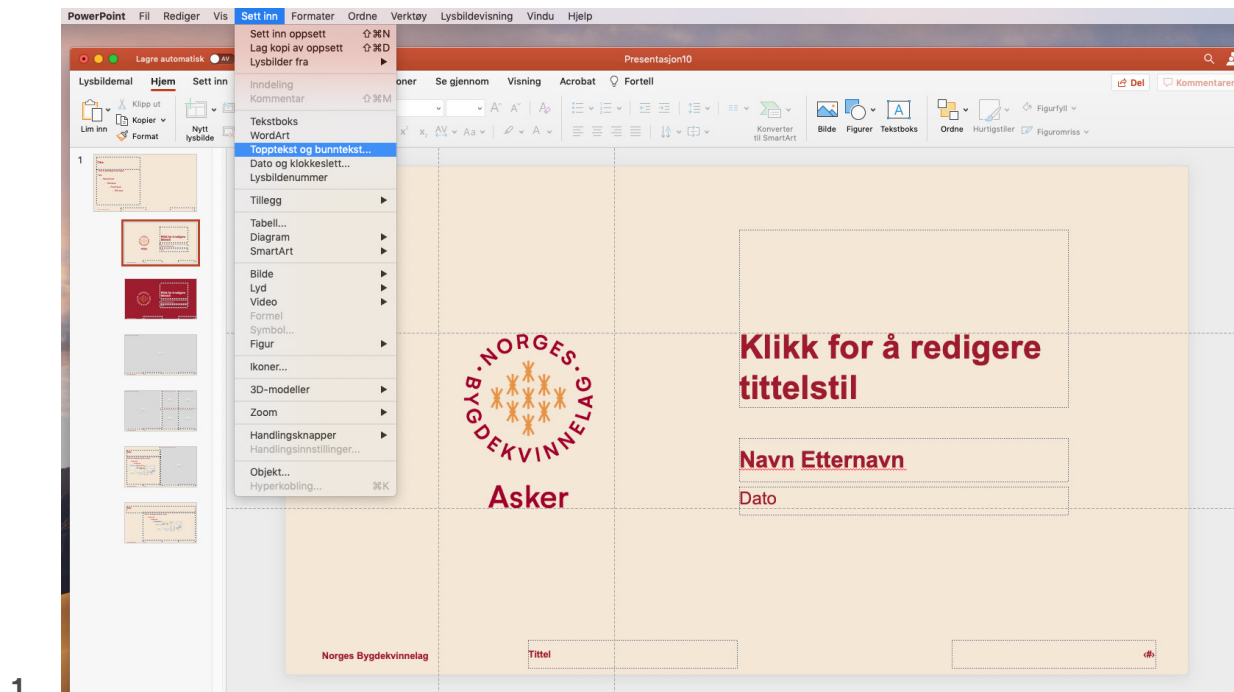 PowerPoint Fil Rediger Vis Sett inn Formater Ordne Verktøy Lysbildevisning Vindu Hjelp
Lagre automatisk AV
Presentasjon10
Lysbildemal Hjem Sett inn oner Se gjennom Visning Acrobat Fortell Del Kommentarer
Lim inn
Klipp ut
Kopier
Format
Nytt
lysbilde
Konverter
til SmartArt
Bilde Figurer Tekstboks Ordne Hurtigstiler
Figurfyll
Figuromriss
Sett inn oppsett ⇧⌘N
Lag kopi av oppsett ⇧⌘D
Lysbilder fra
Inndeling
Kommentar ⇧⌘M
Tekstboks
WordArt
Topptekst og bunntekst...
Dato og klokkeslett...
Lysbildenummer
Tillegg
Tabell...
Diagram
SmartArt
Bilde
Lyd
Video
Formel
Symbol...
Figur
Ikoner...
3D-modeller
Zoom
Handlingsknapper
Handlingsinnstillinger...
Objekt...
Hyperkobling... ⌘K
1
NORGES BYGDEKVINNELAG
Asker
Klikk for å redigere
tittelstil
Navn Etternavn
Dato
Norges Bygdekvinnelag Tittel ‹#›
1